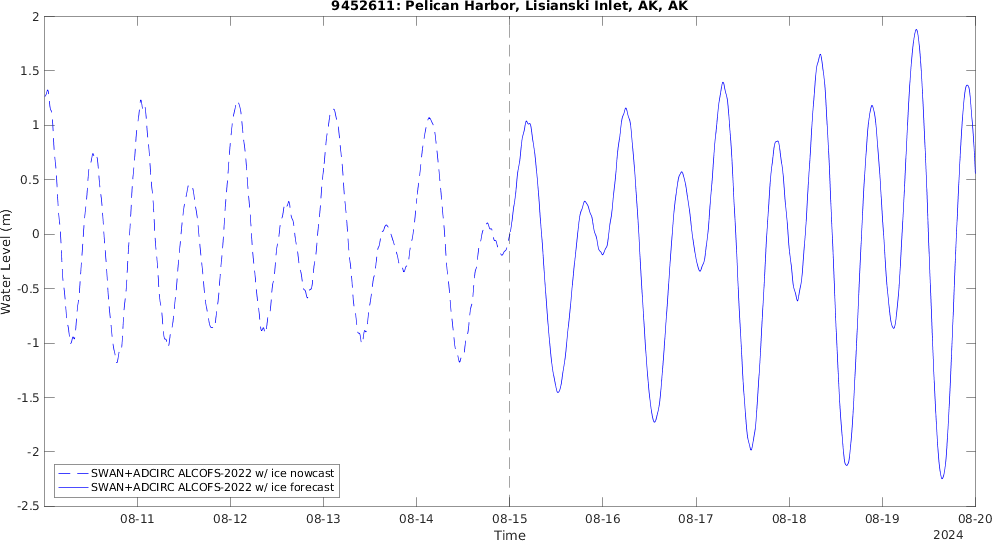 9452611: Pelican Harbor, Lisianski Inlet, AK, AK
Water Level (m)
2
1.5
1
0.5
0
-0.5
-1
-1.5
-2
-2.5
SWAN+ADCIRC ALCOFS-2022 w/ ice nowcast
SWAN+ADCIRC ALCOFS-2022 w/ ice forecast
08-11 08-12 08-13 08-14 08-15 08-16 08-17 08-18 08-19 08-20
Time
2024